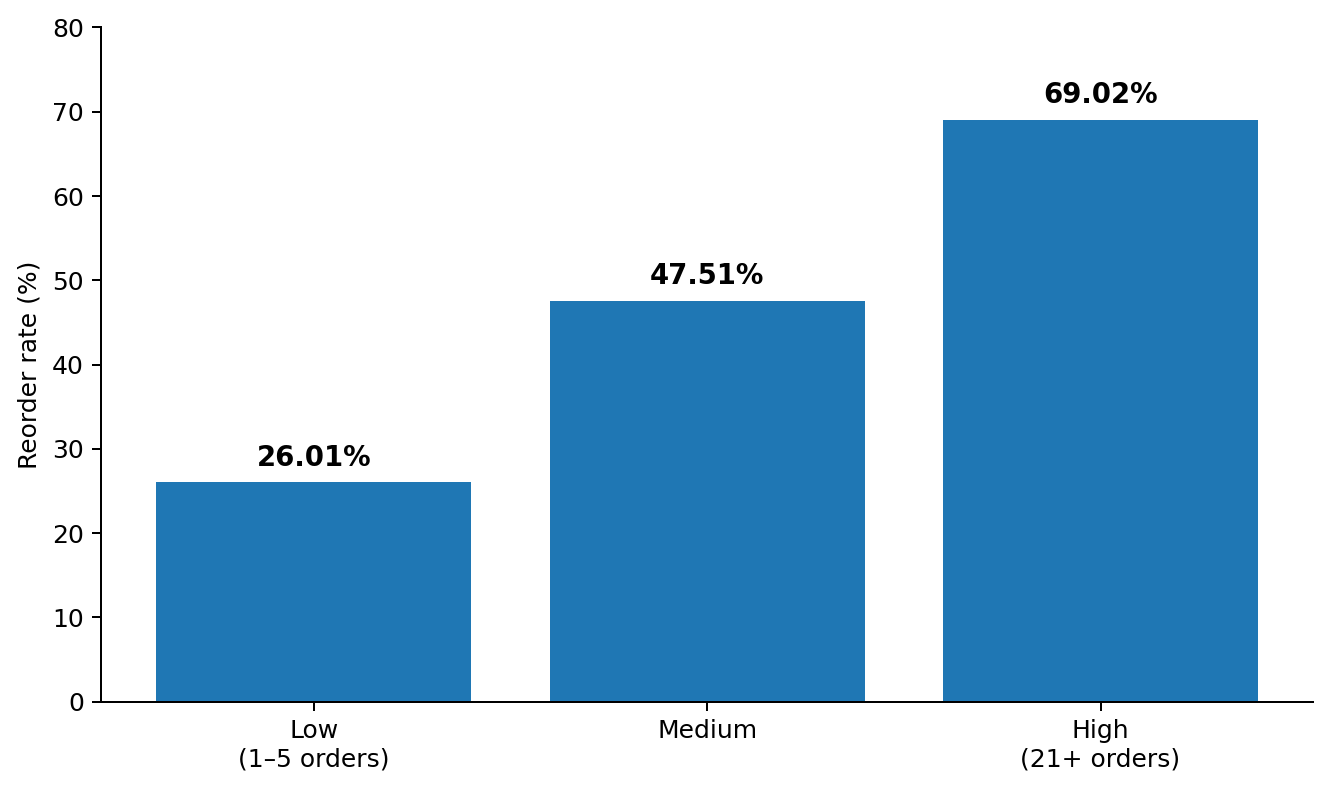 80
70
60
50
40
30
20
10
0
Reorder rate (%)
26.01%
47.51%
69.02%
Low
(1–5 orders)
Medium
High
(21+ orders)